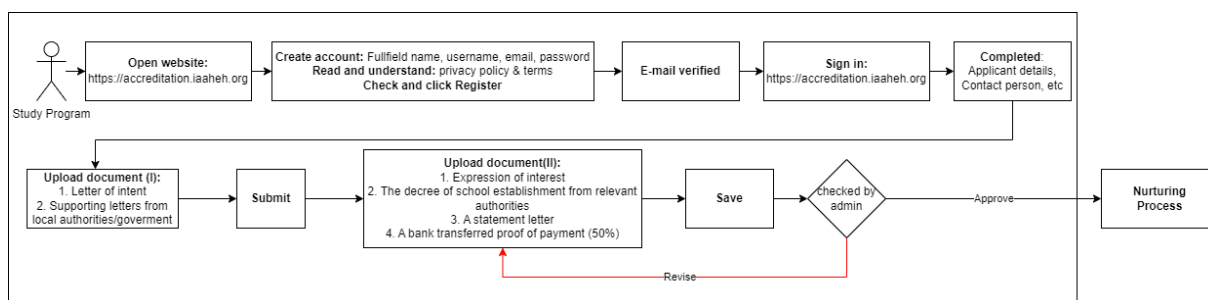 Study Program
Open website:
https://accreditation.iaaheh.org
Create account: Fullfield name, username, email, password
Read and understand: privacy policy & terms
Check and click Register
E-mail verified
Sign in:
https://accreditation.iaaheh.org
Completed:
Applicant details,
Contact person, etc
Upload document (I):
1. Letter of intent
2. Supporting letters from
local authorities/goverment
Submit
Upload document(II):
1. Expression of interest
2. The decree of school establishment from relevant
authorities
3. A statement letter
4. A bank transferred proof of payment (50%)
Save
checked by
admin
Approve
Nurturing
Process
Revise